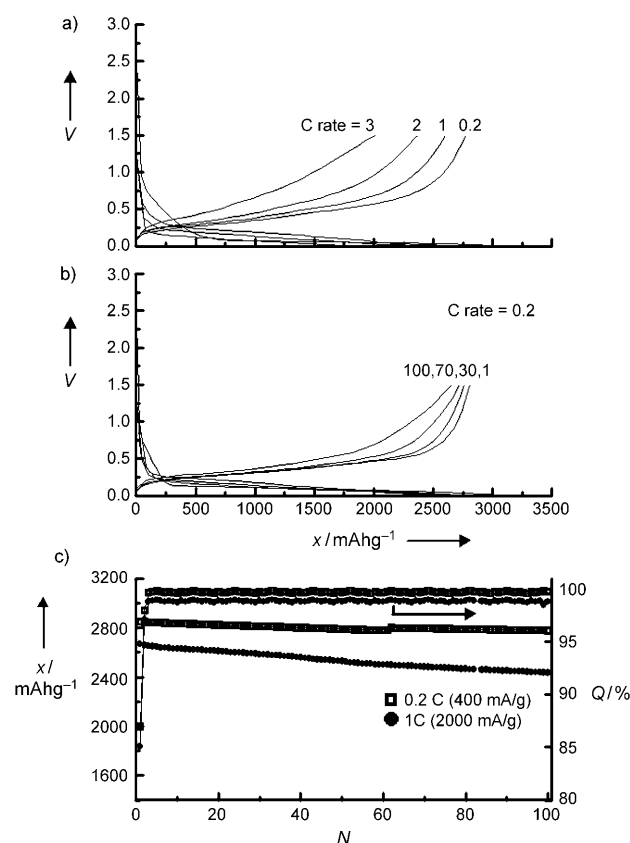 a)
3.0
2.5
2.0
1.5
1.0
0.5
0.0
V
C rate = 3 2 1 0.2
b)
3.0
2.5
2.0
1.5
1.0
0.5
0.0
V
C rate = 0.2
100,70,30,1
0 500 1000 1500 2000 2500 3000 3500
x / mAhg⁻¹
c)
3200
2800
2400
2000
1600
x /
mAhg⁻¹
100
95
90
85
80
Q / %
0.2 C (400 mA/g)
1C (2000 mA/g)
0 20 40 60 80 100
N